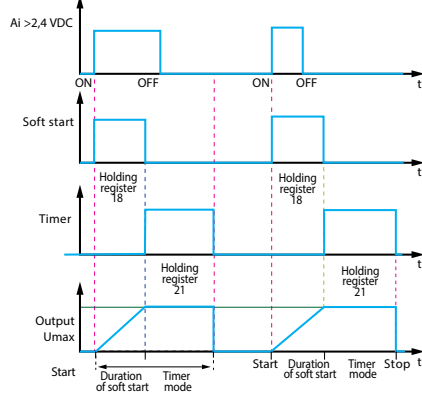 Ai >2,4 VDC
ON
OFF
ON
OFF
t
Soft start
t
Holding
register
18
Holding
register
18
Timer
t
Holding
register
21
Holding
register
21
Output
Umax
t
Start
Duration
of soft start
Timer
mode
Start
Duration
of soft start
Timer
mode
Stop